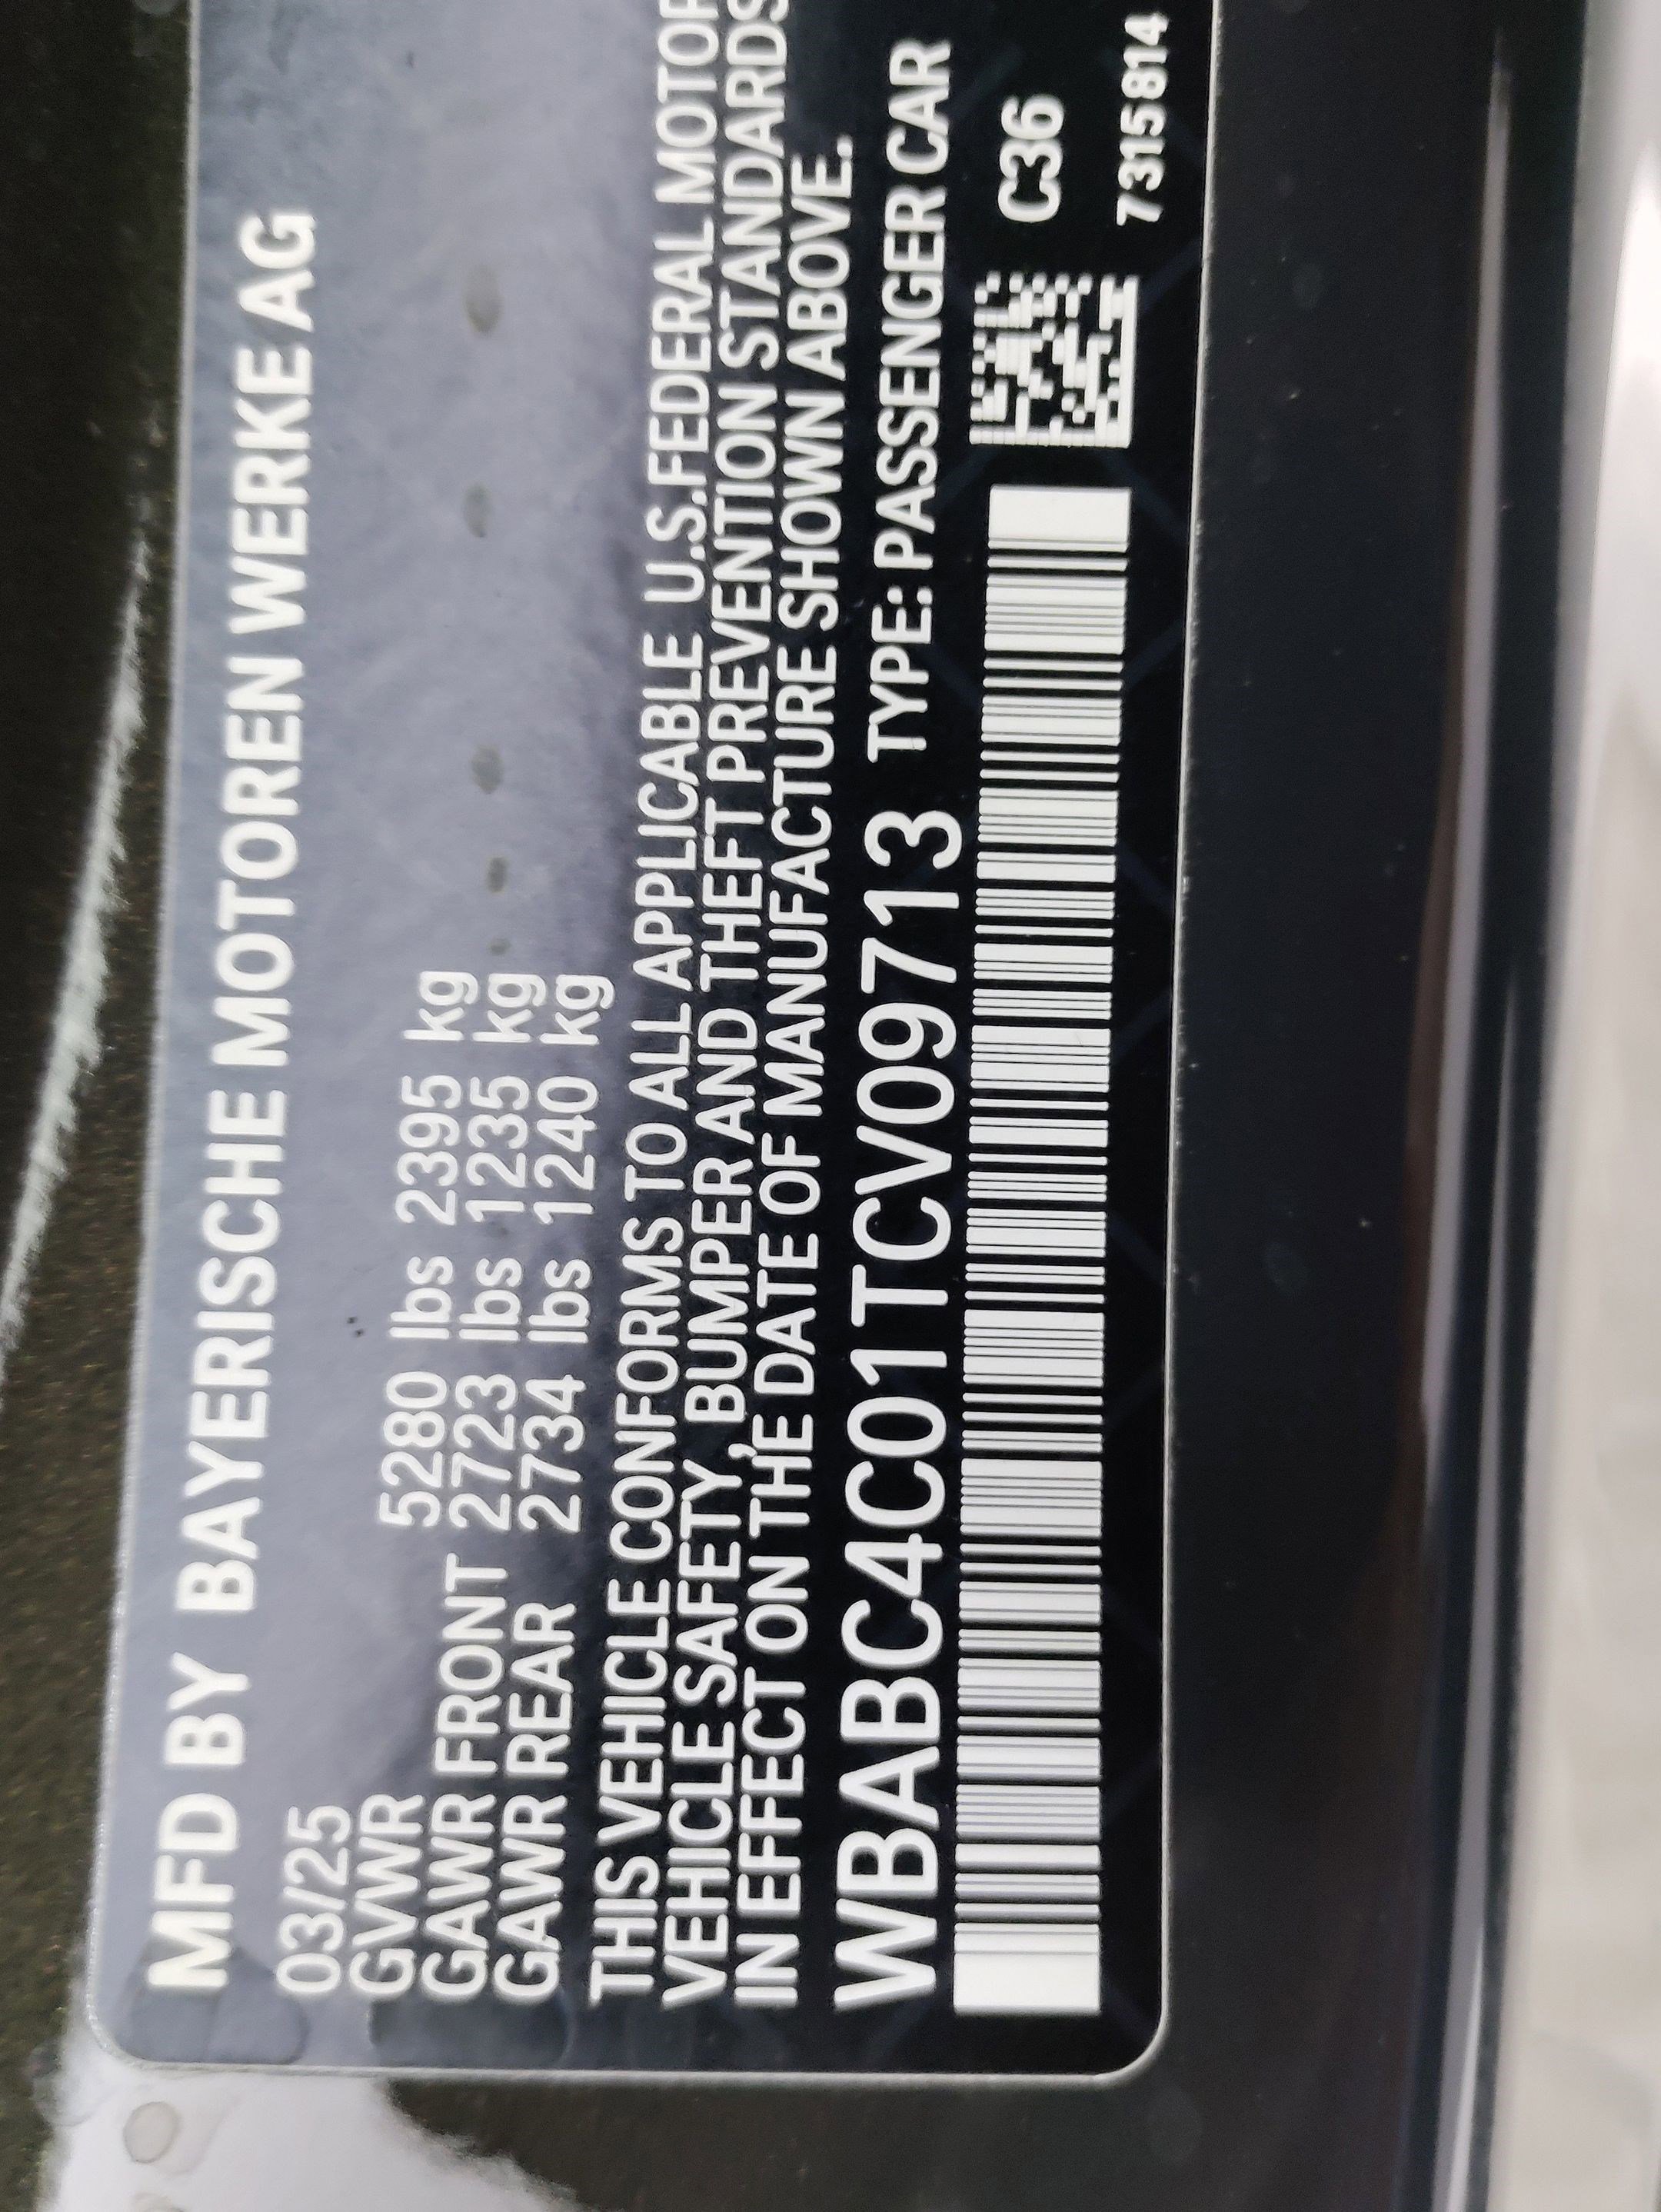 MFD BY BAYERISCHE MOTOREN WERKE AG
03/25
GVWR 5280 lbs 2395 kg
GAWR FRONT 2723 lbs 1235 kg
GAWR REAR 2734 lbs 1240 kg
THIS VEHICLE CONFORMS TO ALL APPLICABLE U.S.FEDERAL MOTOR
VEHICLE SAFETY, BUMPER AND THEFT PREVENTION STANDARDS
IN EFFECT ON THE DATE OF MANUFACTURE SHOWN ABOVE.
WBABC4C01TCV09713 TYPE: PASSENGER CAR
C36
7315814